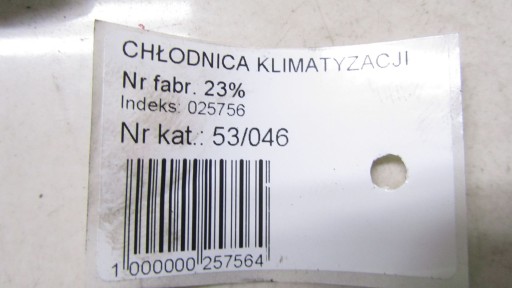 CHŁODNICA KLIMATYZACJI
Nr fabr. 23%
Indeks: 025756
Nr kat.: 53/046
1 000000 257564